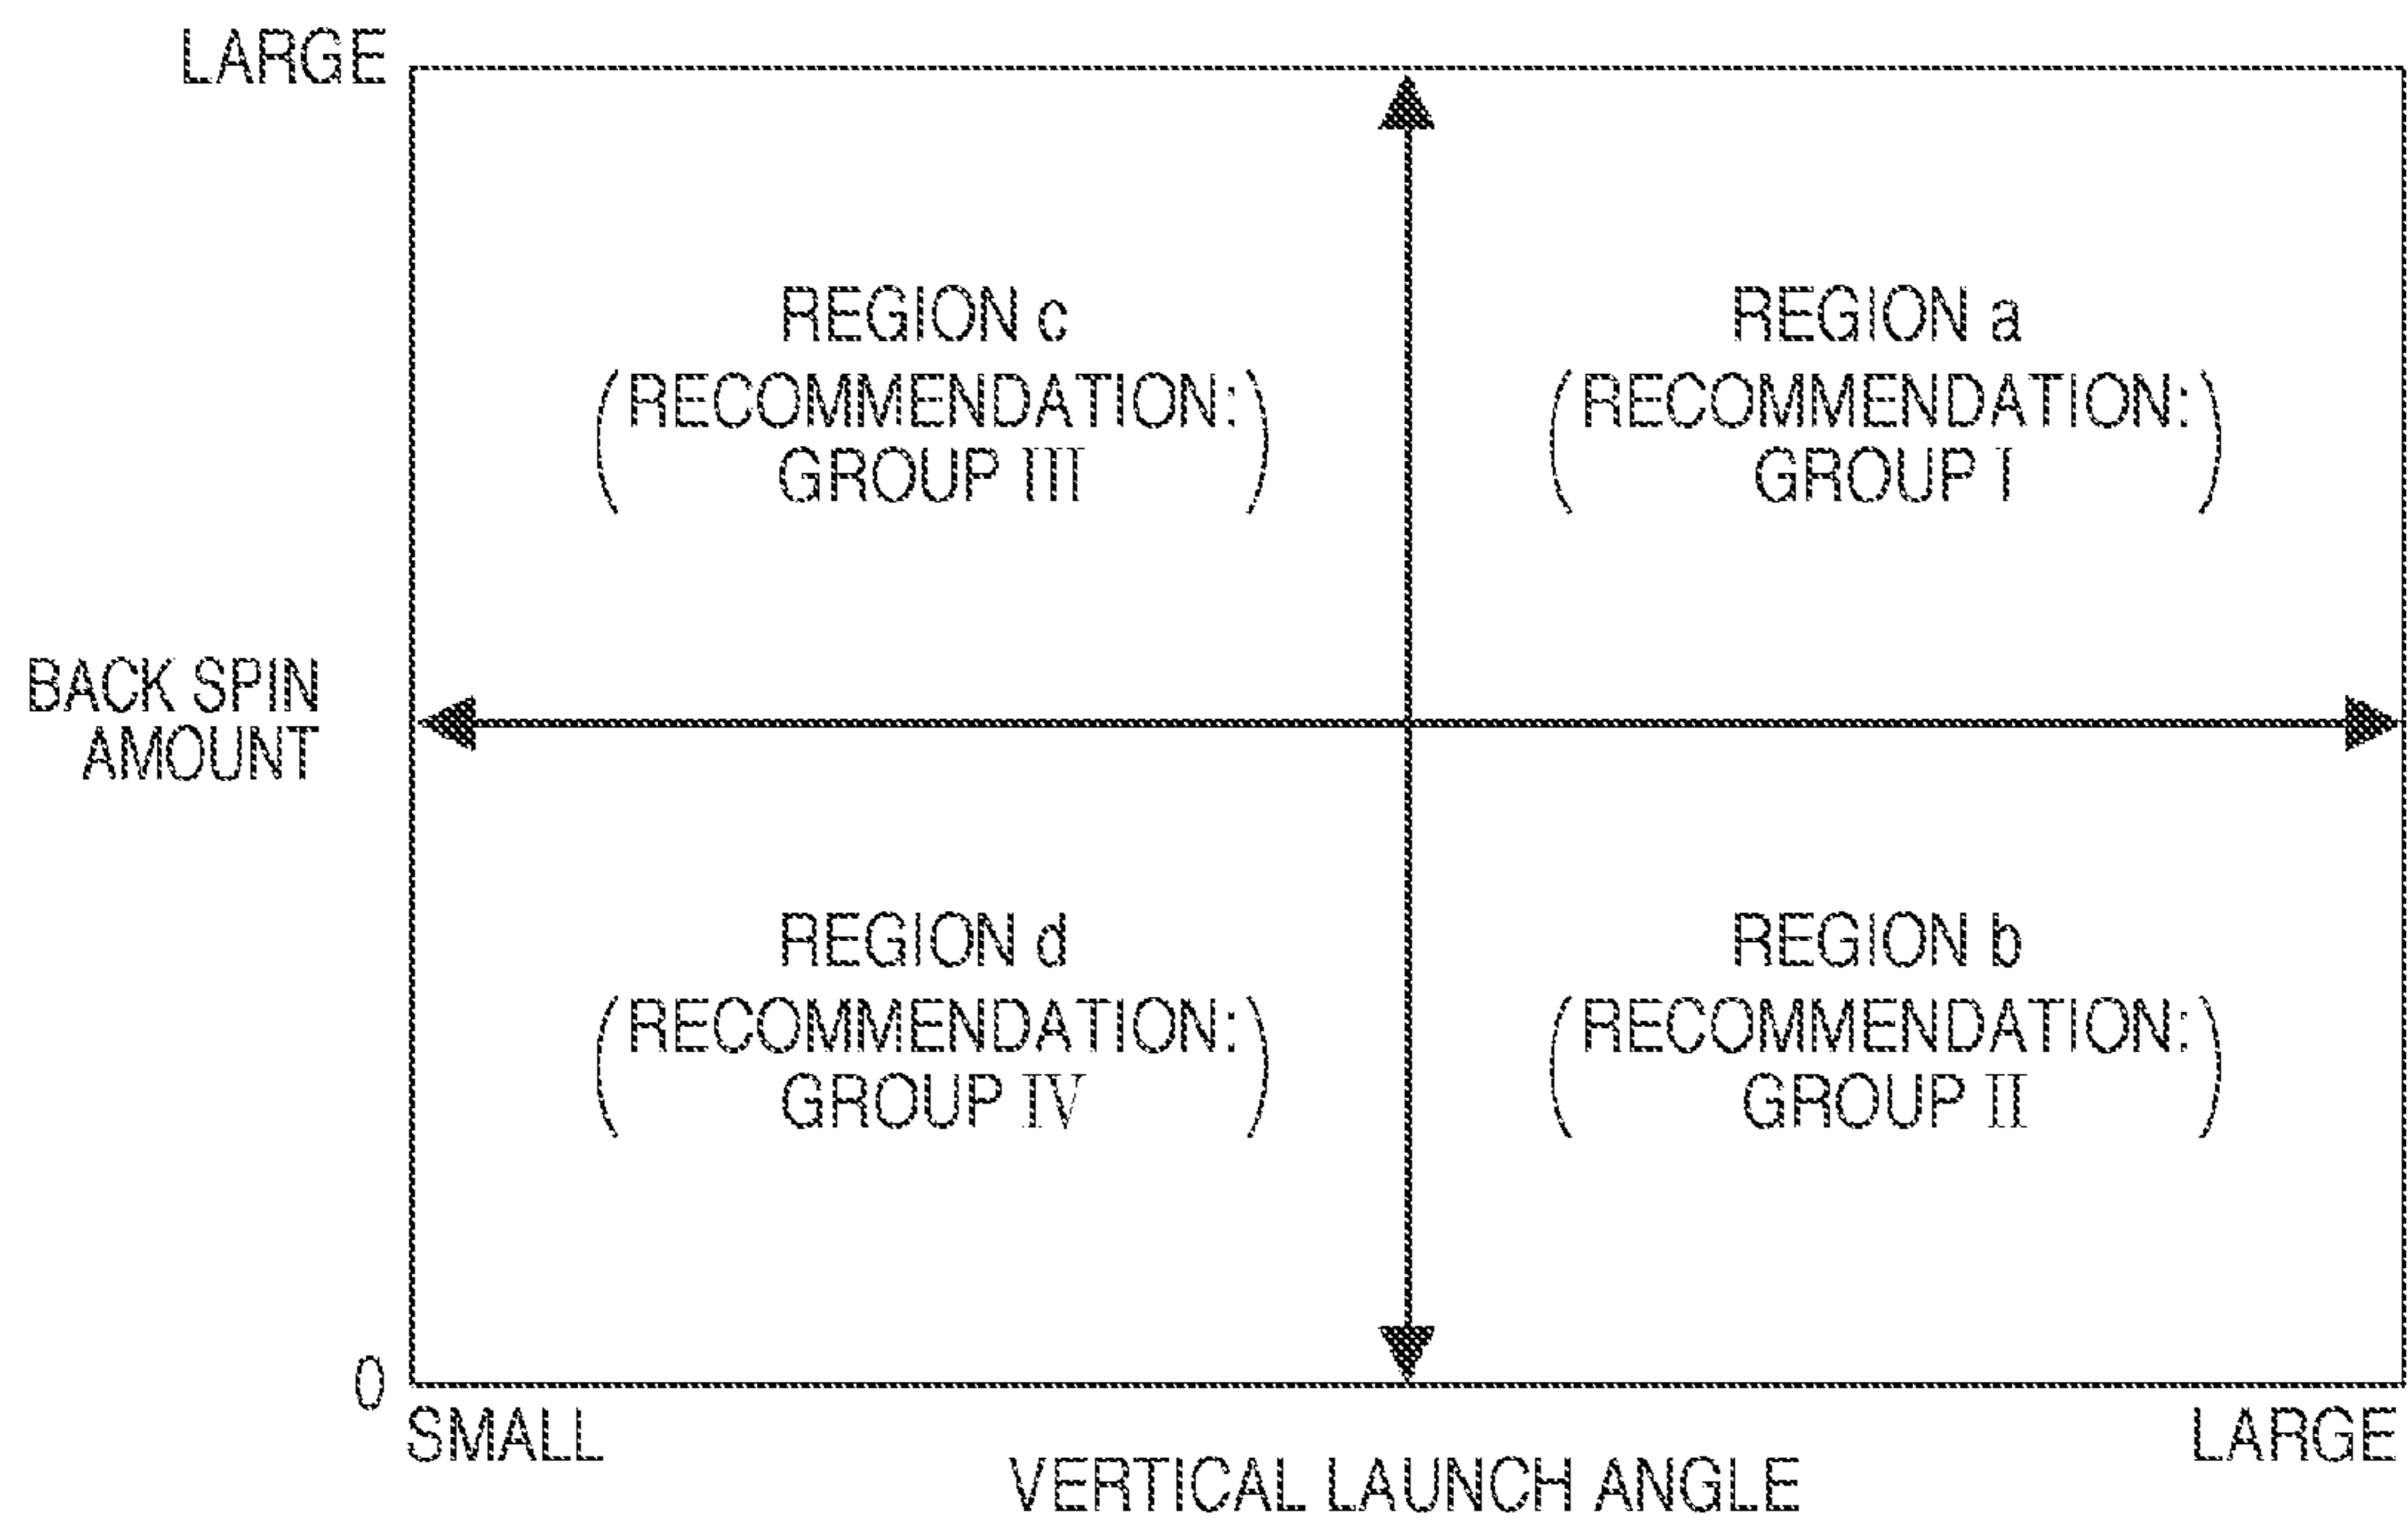 LARGE
REGION c
(RECOMMENDATION:
GROUP III)
REGION a
(RECOMMENDATION:
GROUP I)
BACK SPIN
AMOUNT
REGION d
(RECOMMENDATION:
GROUP IV)
REGION b
(RECOMMENDATION:
GROUP II)
0
SMALL
LARGE
VERTICAL LAUNCH ANGLE